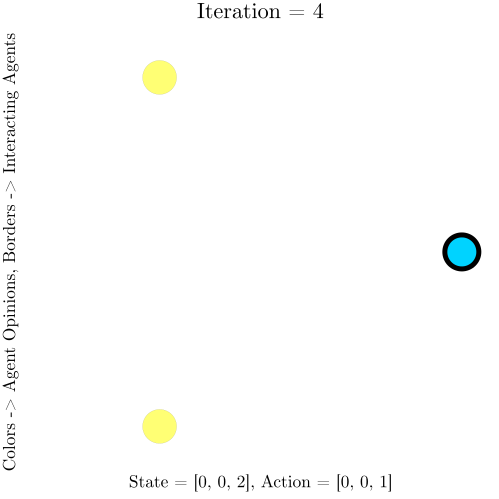 Iteration = 4
Colors -> Agent Opinions, Borders -> Interacting Agents
State = [0, 0, 2], Action = [0, 0, 1]